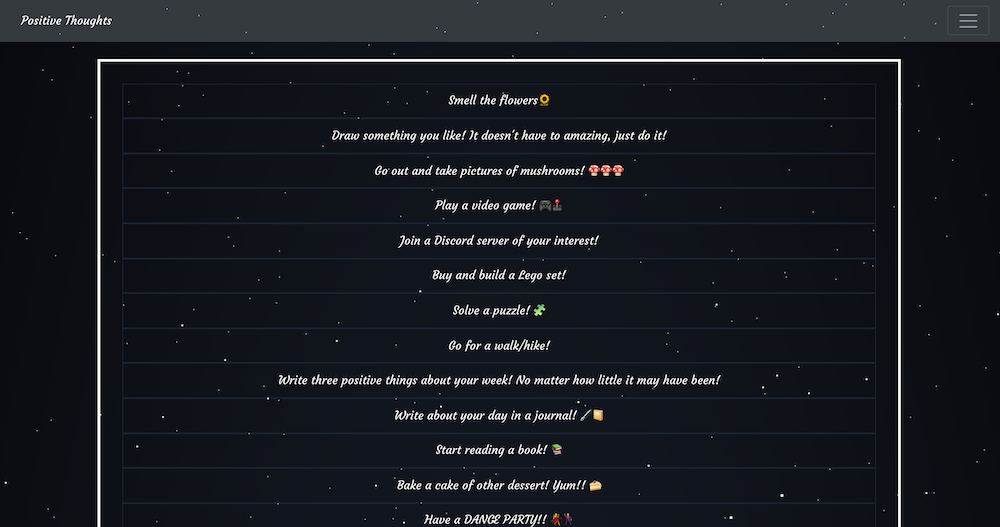 Positive Thoughts
Smell the flowers🌻
Draw something you like! It doesn't have to amazing, just do it!
Go out and take pictures of mushrooms! 🍄🍄🍄
Play a video game! 🎮🕹️
Join a Discord server of your interest!
Buy and build a Lego set!
Solve a puzzle! 🧩
Go for a walk/hike!
Write three positive things about your week! No matter how little it may have been!
Write about your day in a journal! 🖊️📔
Start reading a book! 📚
Bake a cake of other dessert! Yum!! 🍰
Have a DANCE PARTY!! 💃🕺